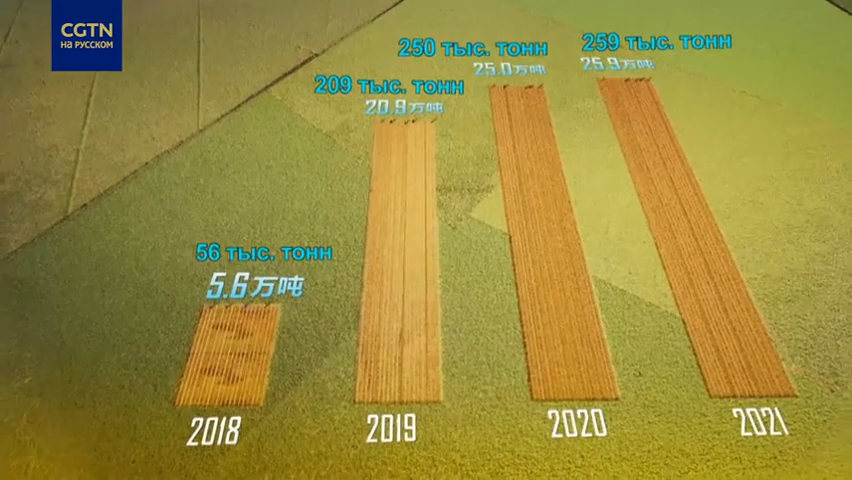 CGTN
НА РУССКОМ
56 тыс. тонн
5.6万吨
2018
209 тыс. тонн
20.9万吨
2019
250 тыс. тонн
25.0万吨
2020
259 тыс. тонн
25.9万吨
2021